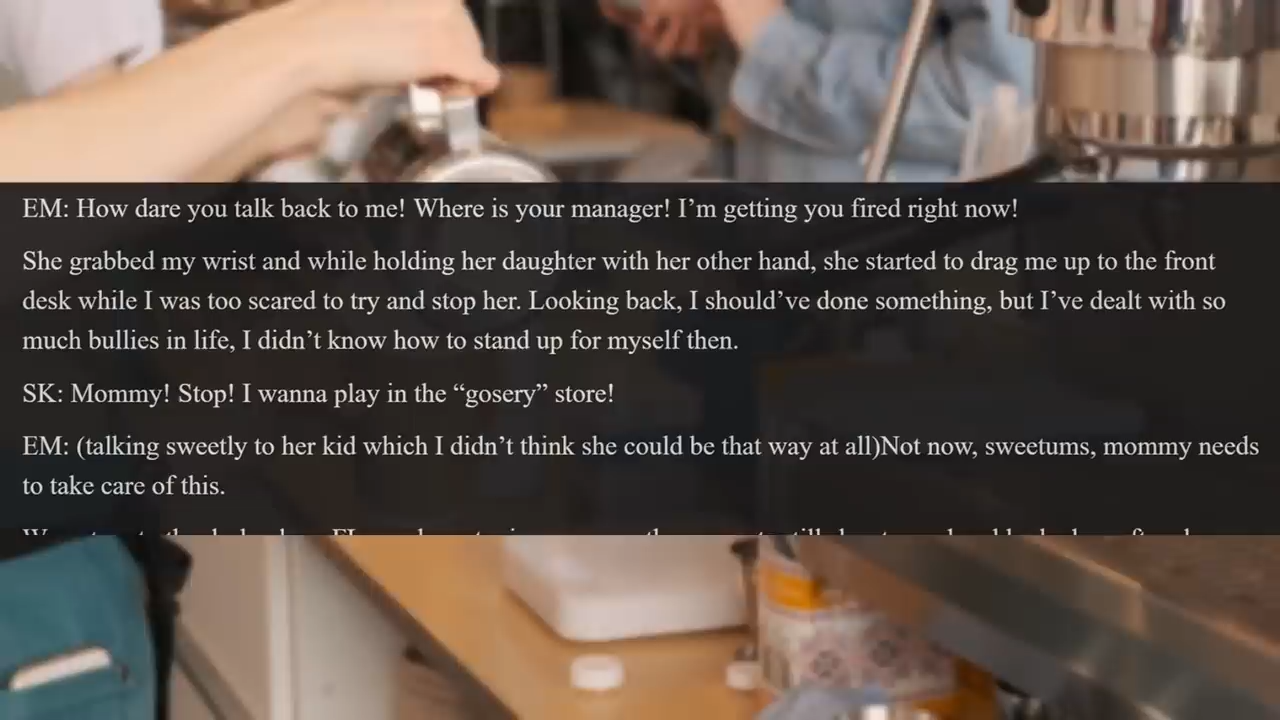 EM: How dare you talk back to me! Where is your manager! I’m getting you fired right now!
She grabbed my wrist and while holding her daughter with her other hand, she started to drag me up to the front
desk while I was too scared to try and stop her. Looking back, I should’ve done something, but I’ve dealt with so
much bullies in life, I didn’t know how to stand up for myself then.
SK: Mommy! Stop! I wanna play in the “gosery” store!
EM: (talking sweetly to her kid which I didn’t think she could be that way at all)Not now, sweetums, mommy needs
to take care of this.